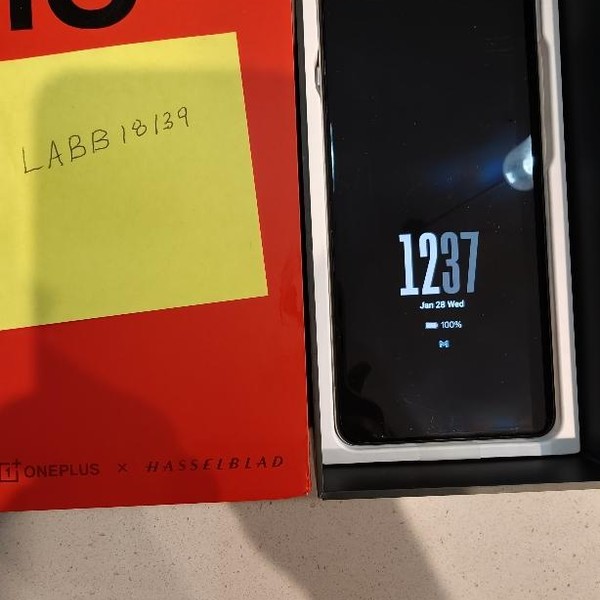 LABB18139
1+ ONEPLUS × HASSELBLAD
1237
Jan 28 Wed
100%